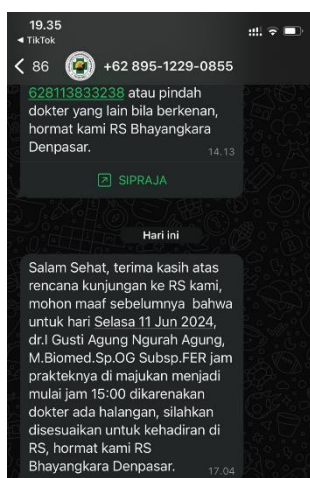 19.35
◄ TikTok
86 +62 895-1229-0855
628113833238 atau pindah
dokter yang lain bila berkenan,
hormat kami RS Bhayangkara
Denpasar.
14.13
SIPRAJA
Hari ini
Salam Sehat, terima kasih atas
rencana kunjungan ke RS kami,
mohon maaf sebelumnya bahwa
untuk hari Selasa 11 Jun 2024,
dr.I Gusti Agung Ngurah Agung,
M.Biomed.Sp.OG Subsp.FER jam
prakteknya di majukan menjadi
mulai jam 15:00 dikarenakan
dokter ada halangan, silahkan
disesuaikan untuk kehadiran di
RS, hormat kami RS
Bhayangkara Denpasar.
17.04